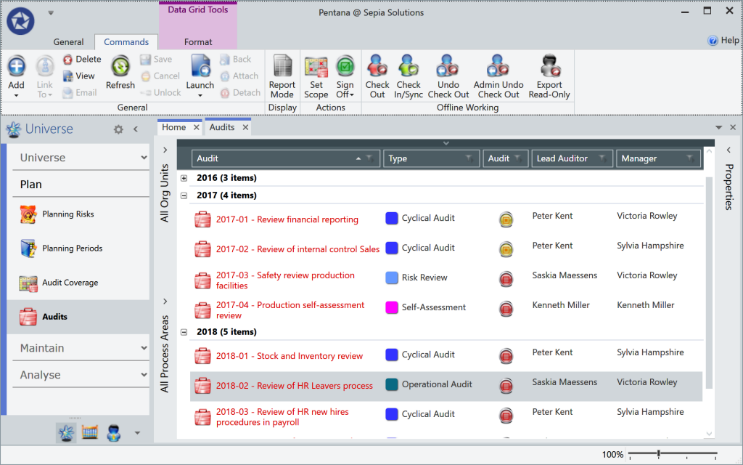 Data Grid Tools
Pentana @ Sepia Solutions
General Commands Format
Help
Add
Link To
Delete
View
Email
Refresh
Save
Cancel
Unlock
Launch
Back
Attach
Detach
Report Mode
Set Scope
Sign Off
Check Out
Check In/Sync
Undo Check Out
Admin Undo Check Out
Export Read-Only
General Display Actions Offline Working
Universe
Home Audits
Universe
Plan
Planning Risks
Planning Periods
Audit Coverage
Audits
Maintain
Analyse
All Org Units
All Process Areas
Audit Type Audit Lead Auditor Manager
2016 (3 items)
2017 (4 items)
2017-01 - Review financial reporting Cyclical Audit Peter Kent Victoria Rowley
2017-02 - Review of internal control Sales Cyclical Audit Peter Kent Sylvia Hampshire
2017-03 - Safety review production Risk Review Saskia Maessens Victoria Rowley
facilities
2017-04 - Production self-assessment Self-Assessment Kenneth Miller Kenneth Miller
review
2018 (5 items)
2018-01 - Stock and Inventory review Cyclical Audit Peter Kent Sylvia Hampshire
2018-02 - Review of HR Leavers process Operational Audit Saskia Maessens Victoria Rowley
2018-03 - Review of HR new hires Cyclical Audit Peter Kent Sylvia Hampshire
procedures in payroll
Properties
100%